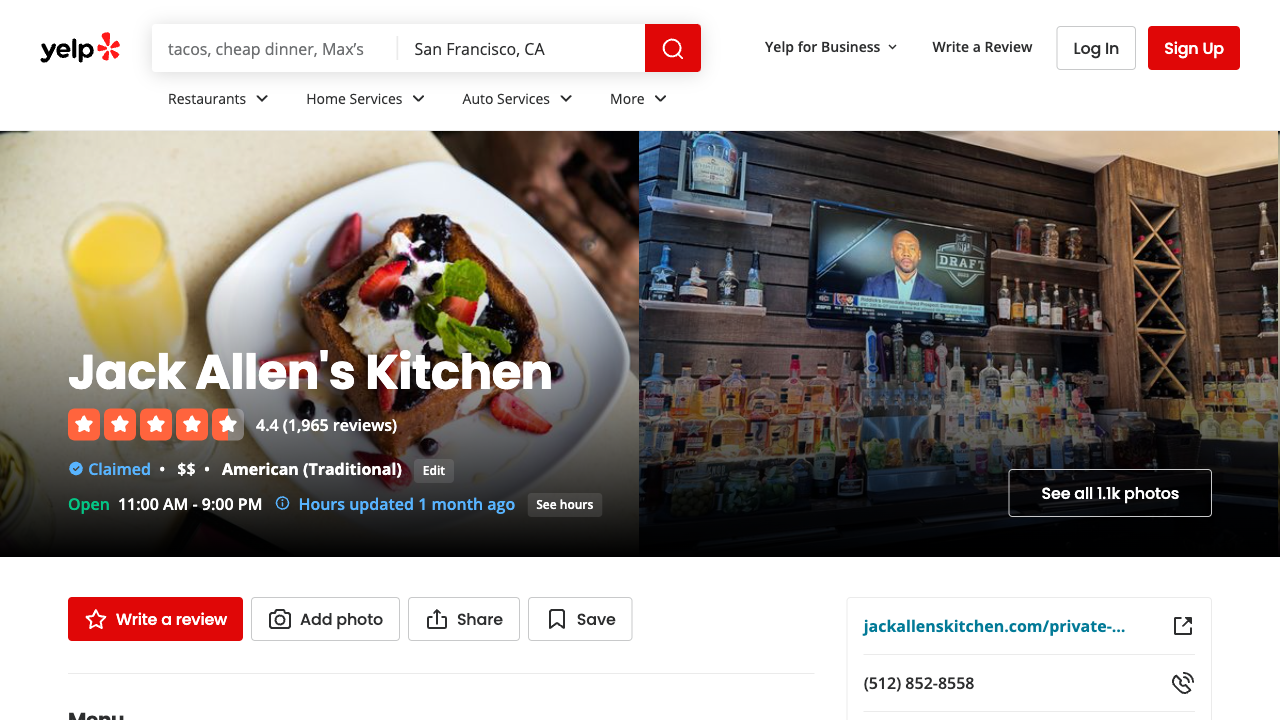 yelp
tacos, cheap dinner, Max's
San Francisco, CA
Yelp for Business
Write a Review
Log In
Sign Up
Restaurants
Home Services
Auto Services
More
NFL
DRAFT
Jack Allen's Kitchen
4.4 (1,965 reviews)
Claimed • $$ • American (Traditional) Edit
Open 11:00 AM - 9:00 PM Hours updated 1 month ago See hours
See all 1.1k photos
Write a review
Add photo
Share
Save
jackallenskitchen.com/private-…
(512) 852-8558
Menu